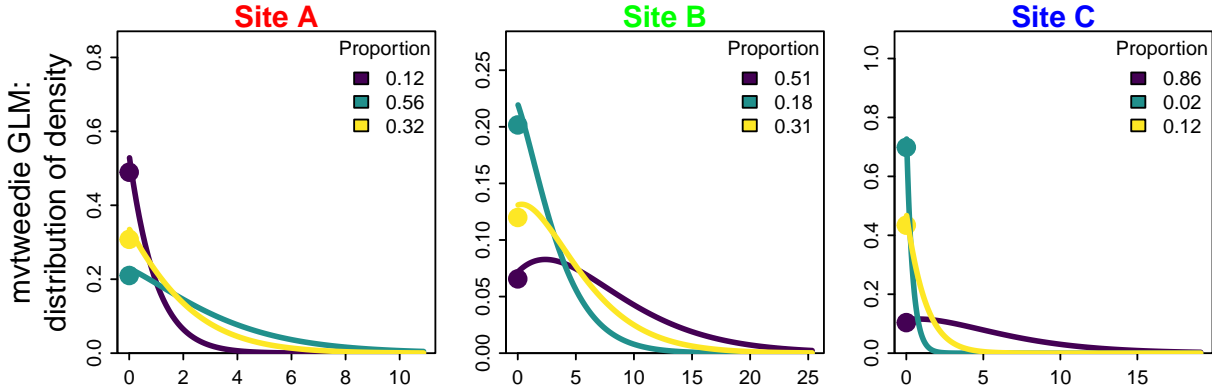 Site A
Site B
Site C
mvtweedie GLM:
distribution of density
Proportion
0.12
0.56
0.32
0.0 0.2 0.4 0.6 0.8
0 2 4 6 8 10
Proportion
0.51
0.18
0.31
0.00 0.05 0.10 0.15 0.20 0.25
0 5 10 15 20 25
Proportion
0.86
0.02
0.12
0.0 0.2 0.4 0.6 0.8 1.0
0 5 10 15